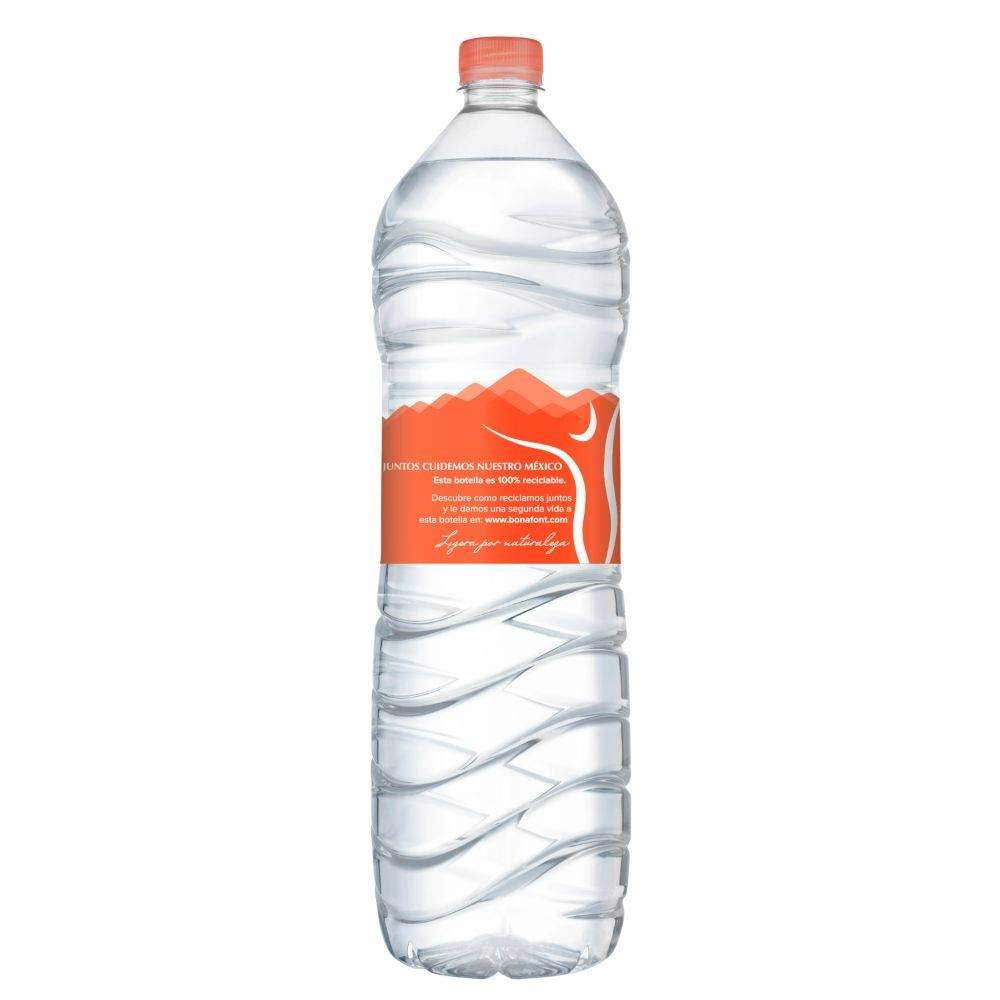 JUNTOS CUIDEMOS NUESTRO MÉXICO
Esta botella es 100% reciclable.
Descubre como reciclamos juntos
y le damos una segunda vida a
esta botella en: www.bonafont.com
Ligera por naturaleza